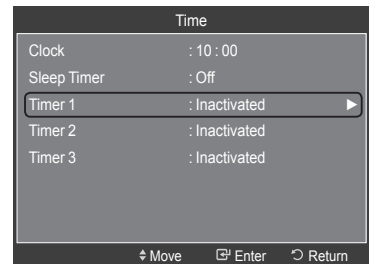 Time
Clock : 10 : 00
Sleep Timer : Off
Timer 1 : Inactivated
Timer 2 : Inactivated
Timer 3 : Inactivated
Move Enter Return